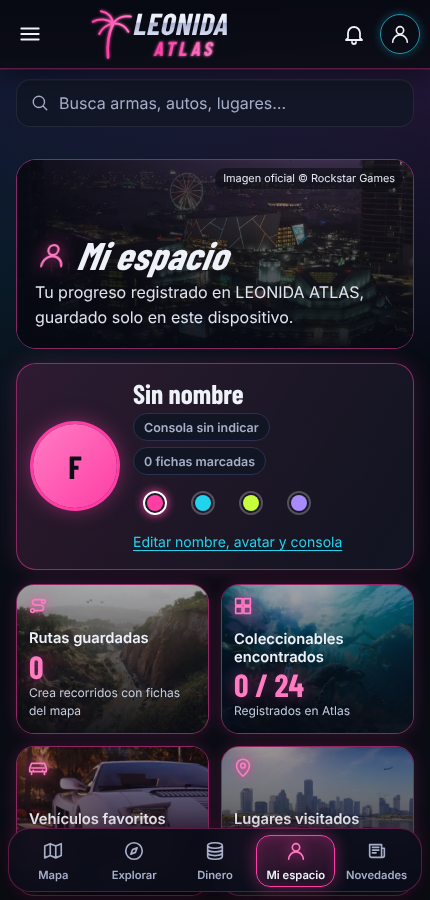 LEONIDA
ATLAS
Busca armas, autos, lugares...
Imagen oficial © Rockstar Games
Mi espacio
Tu progreso registrado en LEONIDA ATLAS,
guardado solo en este dispositivo.
Sin nombre
Consola sin indicar
F
0 fichas marcadas
Editar nombre, avatar y consola
Rutas guardadas
0
Crea recorridos con fichas
del mapa
Coleccionables
encontrados
0 / 24
Registrados en Atlas
Vehículos favoritos
Lugares visitados
Mapa
Explorar
Dinero
Mi espacio
Novedades